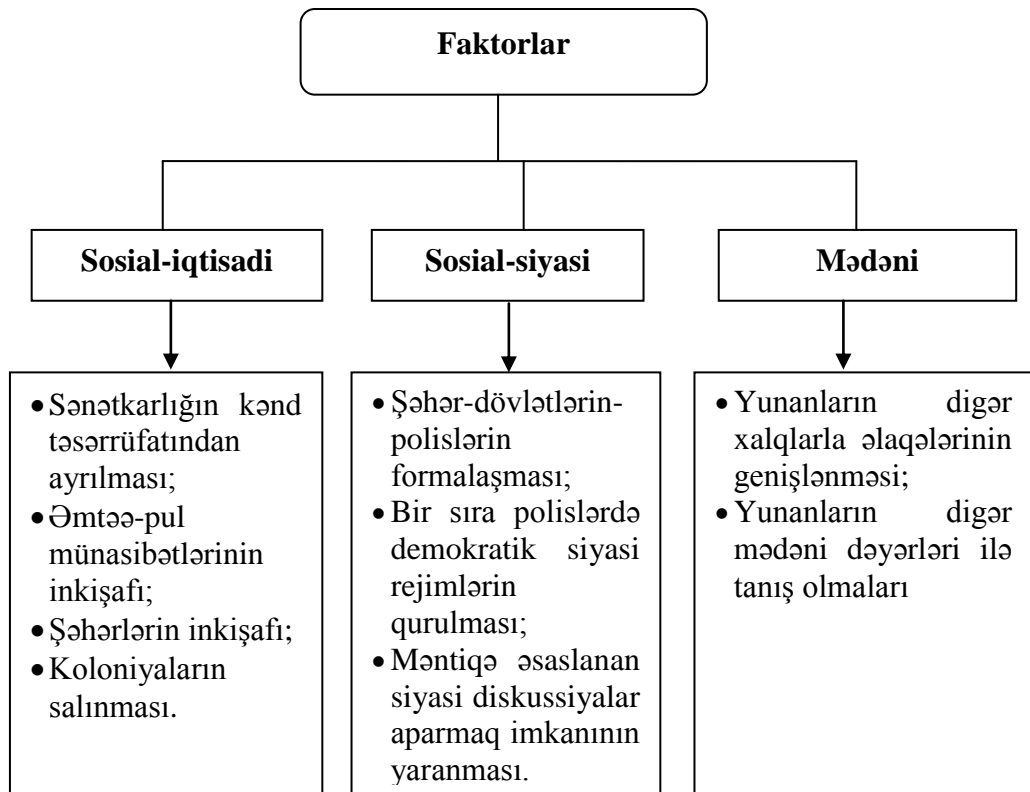 Faktorlar
Sosial-iqtisadi
Sosial-siyasi
Mədəni
•Sənətkarlığın kənd
təsərrüfatından
ayrılması;
•Əmtəə-pul
münasibətlərinin
inkişafı;
•Şəhərlərin inkişafı;
•Koloniyaların
salınması.
•Şəhər-dövlətlərin-
polislərin
formalaşması;
•Bir sıra polislərdə
demokratik siyasi
rejimlərin
qurulması;
•Məntiqə əsaslanan
siyasi diskussiyalar
aparmaq imkanının
yaranması.
•Yunanların digər
xalqlarla əlaqələrinin
genişlənməsi;
•Yunanların digər
mədəni dəyərləri ilə
tanış olmaları